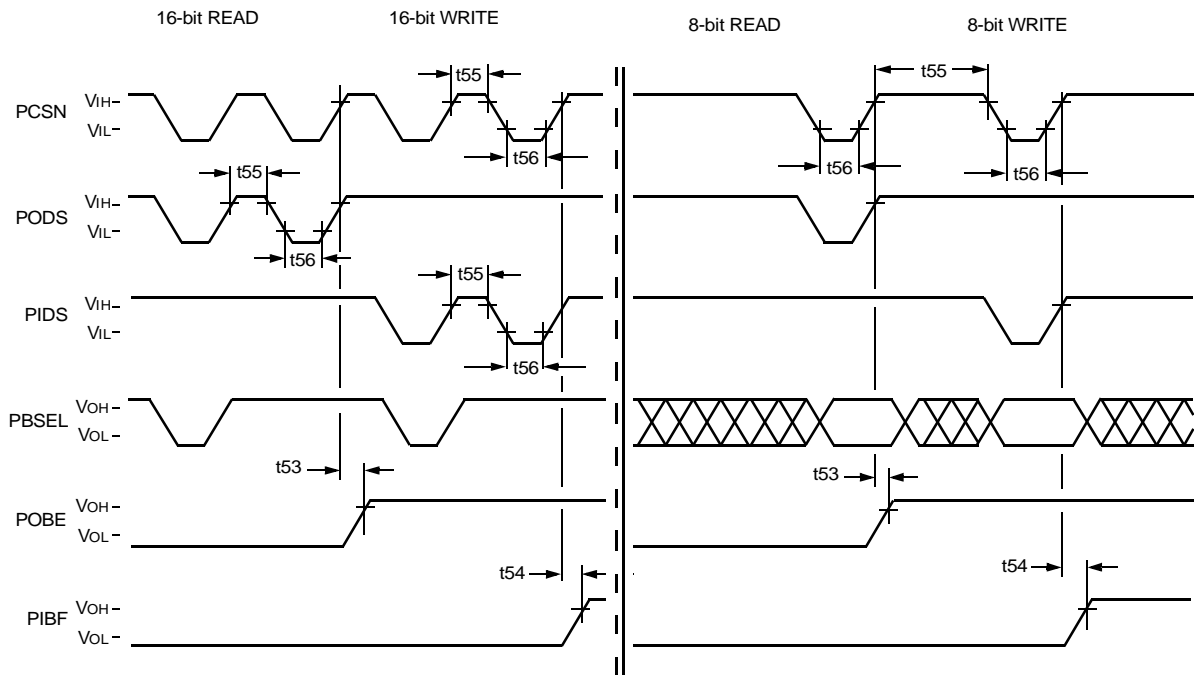 16-bit READ 16-bit WRITE 8-bit READ 8-bit WRITE
t55 t55
PCSN VIH–
VIL–
t56 t56 t56
t55
PODS VIH–
VIL–
t56
t55
PIDS VIH–
VIL–
t56
PBSEL VOH–
VOL–
t53 t53
POBE VOH–
VOL–
t54 t54
PIBF VOH–
VOL–